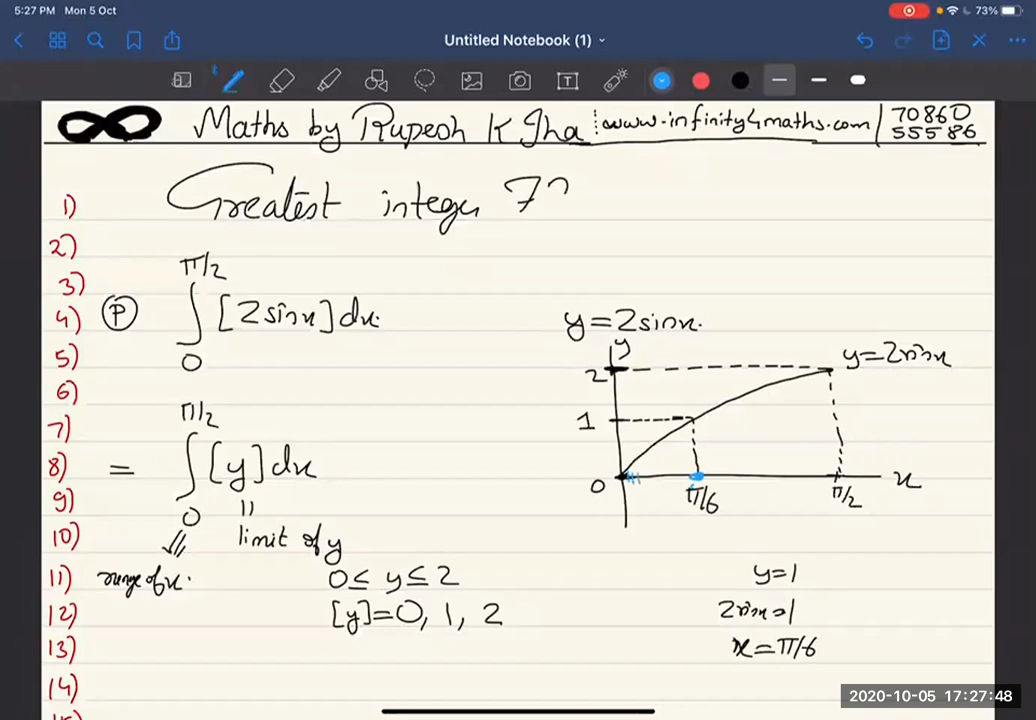 5:27 PM Mon 5 Oct
73%
Untitled Notebook (1)
Maths by Rupesh K Jha www.infinity4maths.com 70860 55586
Greatest integer
1)
2)
3)
4)
5)
6)
7)
8)
9)
10)
11)
12)
13)
14)
P ∫₀^π/2 [2sinx]dx.
= ∫₀^π/2 [y]dx
range of x.
limit of y
0 ≤ y ≤ 2
[y]=0, 1, 2
y=2sinx.
y
y=2sinx
2
1
0
π/6
π/2
x
y=1
2sinx=1
x=π/6
2020-10-05 17:27:48